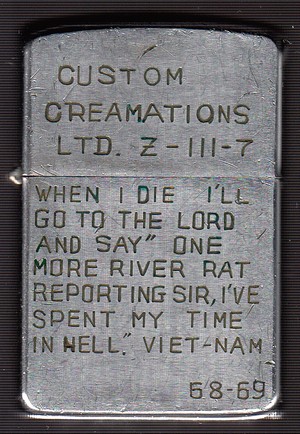 CUSTOM
CREAMATIONS
LTD. Z-III-7
WHEN I DIE I'LL
GO TO THE LORD
AND "SAY" ONE
MORE RIVER RAT
REPORTING SIR, I'VE
SPENT MY TIME
IN HELL." VIET-NAM
68-69